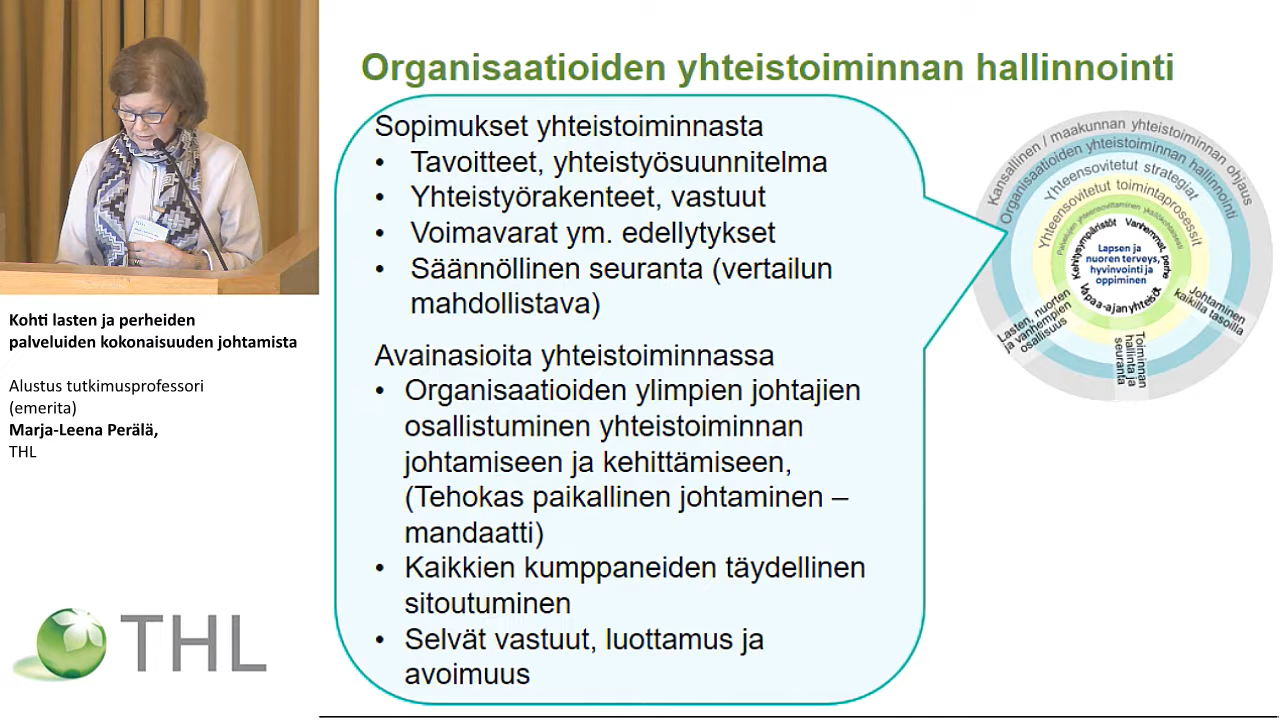 Organisaatioiden yhteistoiminnan hallinnointi
Sopimukset yhteistoiminnasta
• Tavoitteet, yhteistyösuunnitelma
• Yhteistyörakenteet, vastuut
• Voimavarat ym. edellytykset
• Säännöllinen seuranta (vertailun
mahdollistava)
Avainasioita yhteistoiminnassa
• Organisaatioiden ylimpien johtajien
osallistuminen yhteistoiminnan
johtamiseen ja kehittämiseen,
(Tehokas paikallinen johtaminen –
mandaatti)
• Kaikkien kumppaneiden täydellinen
sitoutuminen
• Selvät vastuut, luottamus ja
avoimuus
Kansallinen / maakunnan yhteistoiminnan ohjaus
Organisaatioiden yhteistoiminnan hallinnointi
Yhteensovitetut strategiat
Yhteensovitetut toimintaprosessit
Palvelujen yhteensovittaminen yksilökohtaisesti
Kehitysympäristöt
Vanhemmat, perhe
Vapaa-ajanyhteisöt
Lapsen ja
nuoren terveys,
hyvinvointi ja
oppiminen
Lasten, nuorten
ja vanhempien
osallisuus
Toiminnan
hallinta ja
seuranta
Johtaminen
kaikilla tasoilla
Kohti lasten ja perheiden
palveluiden kokonaisuuden johtamista
Alustus tutkimusprofessori
(emerita)
Marja-Leena Perälä,
THL
THL